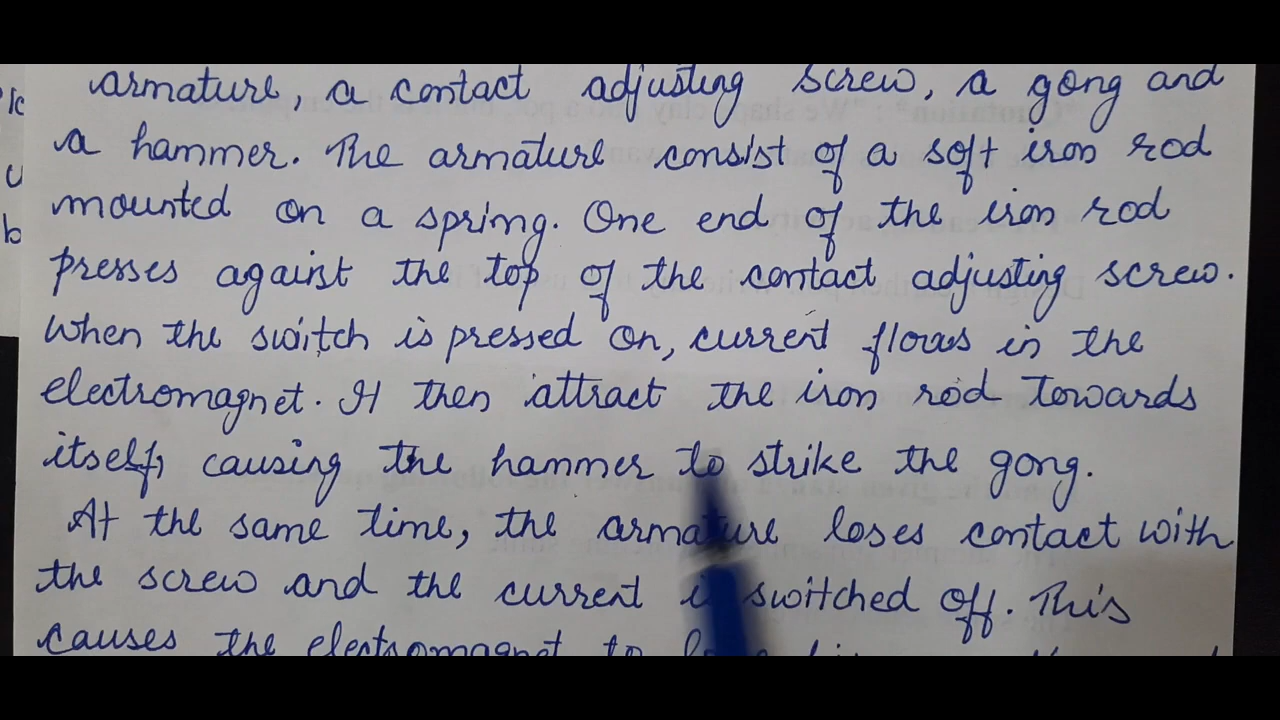 armature, a contact adjusting screw, a gong and
a hammer. The armature consist of a soft iron rod
mounted on a spring. One end of the iron rod
presses against the top of the contact adjusting screw.
When the switch is pressed on, current flows in the
electromagnet. It then attract the iron rod towards
itself, causing the hammer to strike the gong.
At the same time, the armature loses contact with
the screw and the current is switched off. This
causes the electromagnet to